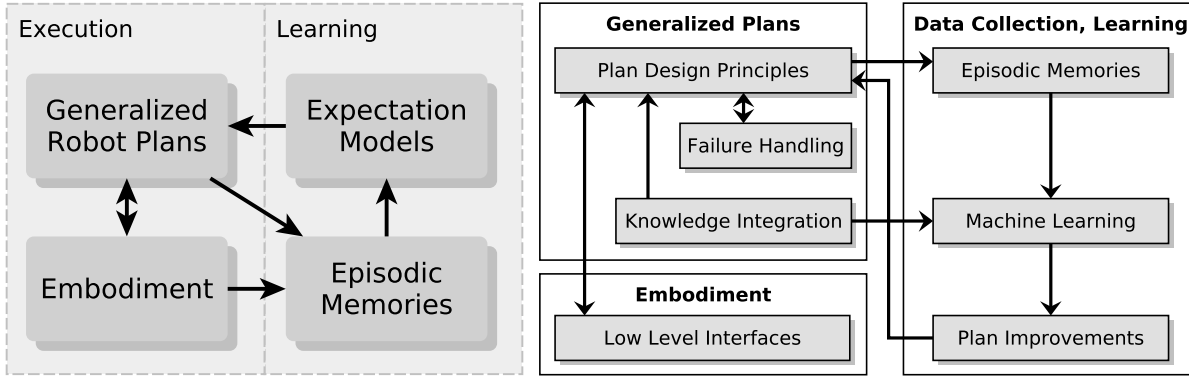 Execution
Learning
Generalized
Robot Plans
Expectation
Models
Embodiment
Episodic
Memories
Generalized Plans
Plan Design Principles
Failure Handling
Knowledge Integration
Embodiment
Low Level Interfaces
Data Collection, Learning
Episodic Memories
Machine Learning
Plan Improvements